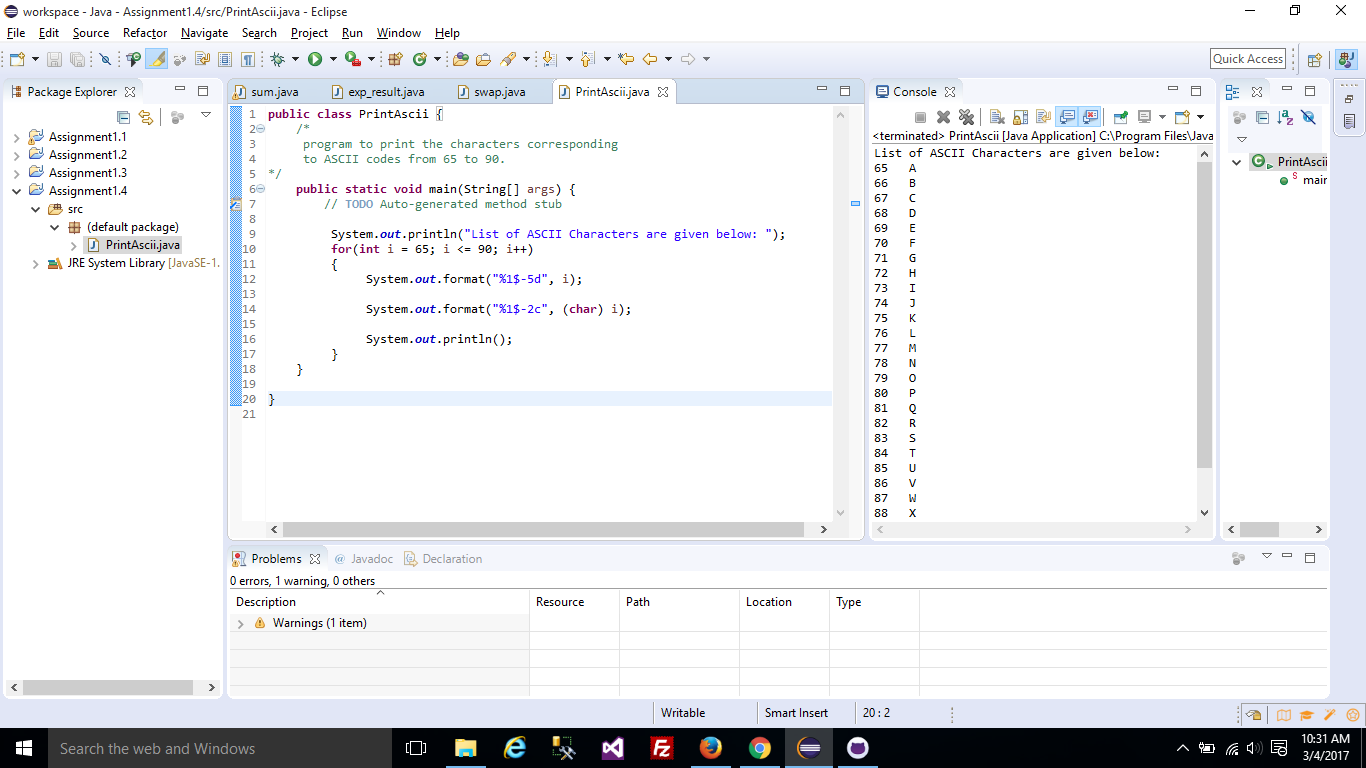 workspace - Java - Assignment1.4/src/PrintAscii.java - Eclipse
File Edit Source Refactor Navigate Search Project Run Window Help
Quick Access
Package Explorer
Assignment1.1
Assignment1.2
Assignment1.3
Assignment1.4
src
(default package)
PrintAscii.java
JRE System Library [JavaSE-1.
sum.java exp_result.java swap.java PrintAscii.java
1 public class PrintAscii {
2 /*
3 program to print the characters corresponding
4 to ASCII codes from 65 to 90.
5 */
6 public static void main(String[] args) {
7 // TODO Auto-generated method stub
8
9 System.out.println("List of ASCII Characters are given below: ");
10 for(int i = 65; i <= 90; i++)
11 {
12 System.out.format("%1$-5d", i);
13
14 System.out.format("%1$-2c", (char) i);
15
16 System.out.println();
17 }
18 }
19
20 }
21
Console
<terminated> PrintAscii [Java Application] C:\Program Files\Java
List of ASCII Characters are given below:
65 A
66 B
67 C
68 D
69 E
70 F
71 G
72 H
73 I
74 J
75 K
76 L
77 M
78 N
79 O
80 P
81 Q
82 R
83 S
84 T
85 U
86 V
87 W
88 X
PrintAscii
S main
Problems @ Javadoc Declaration
0 errors, 1 warning, 0 others
Description Resource Path Location Type
Warnings (1 item)
Writable Smart Insert 20 : 2
Search the web and Windows
10:31 AM
3/4/2017